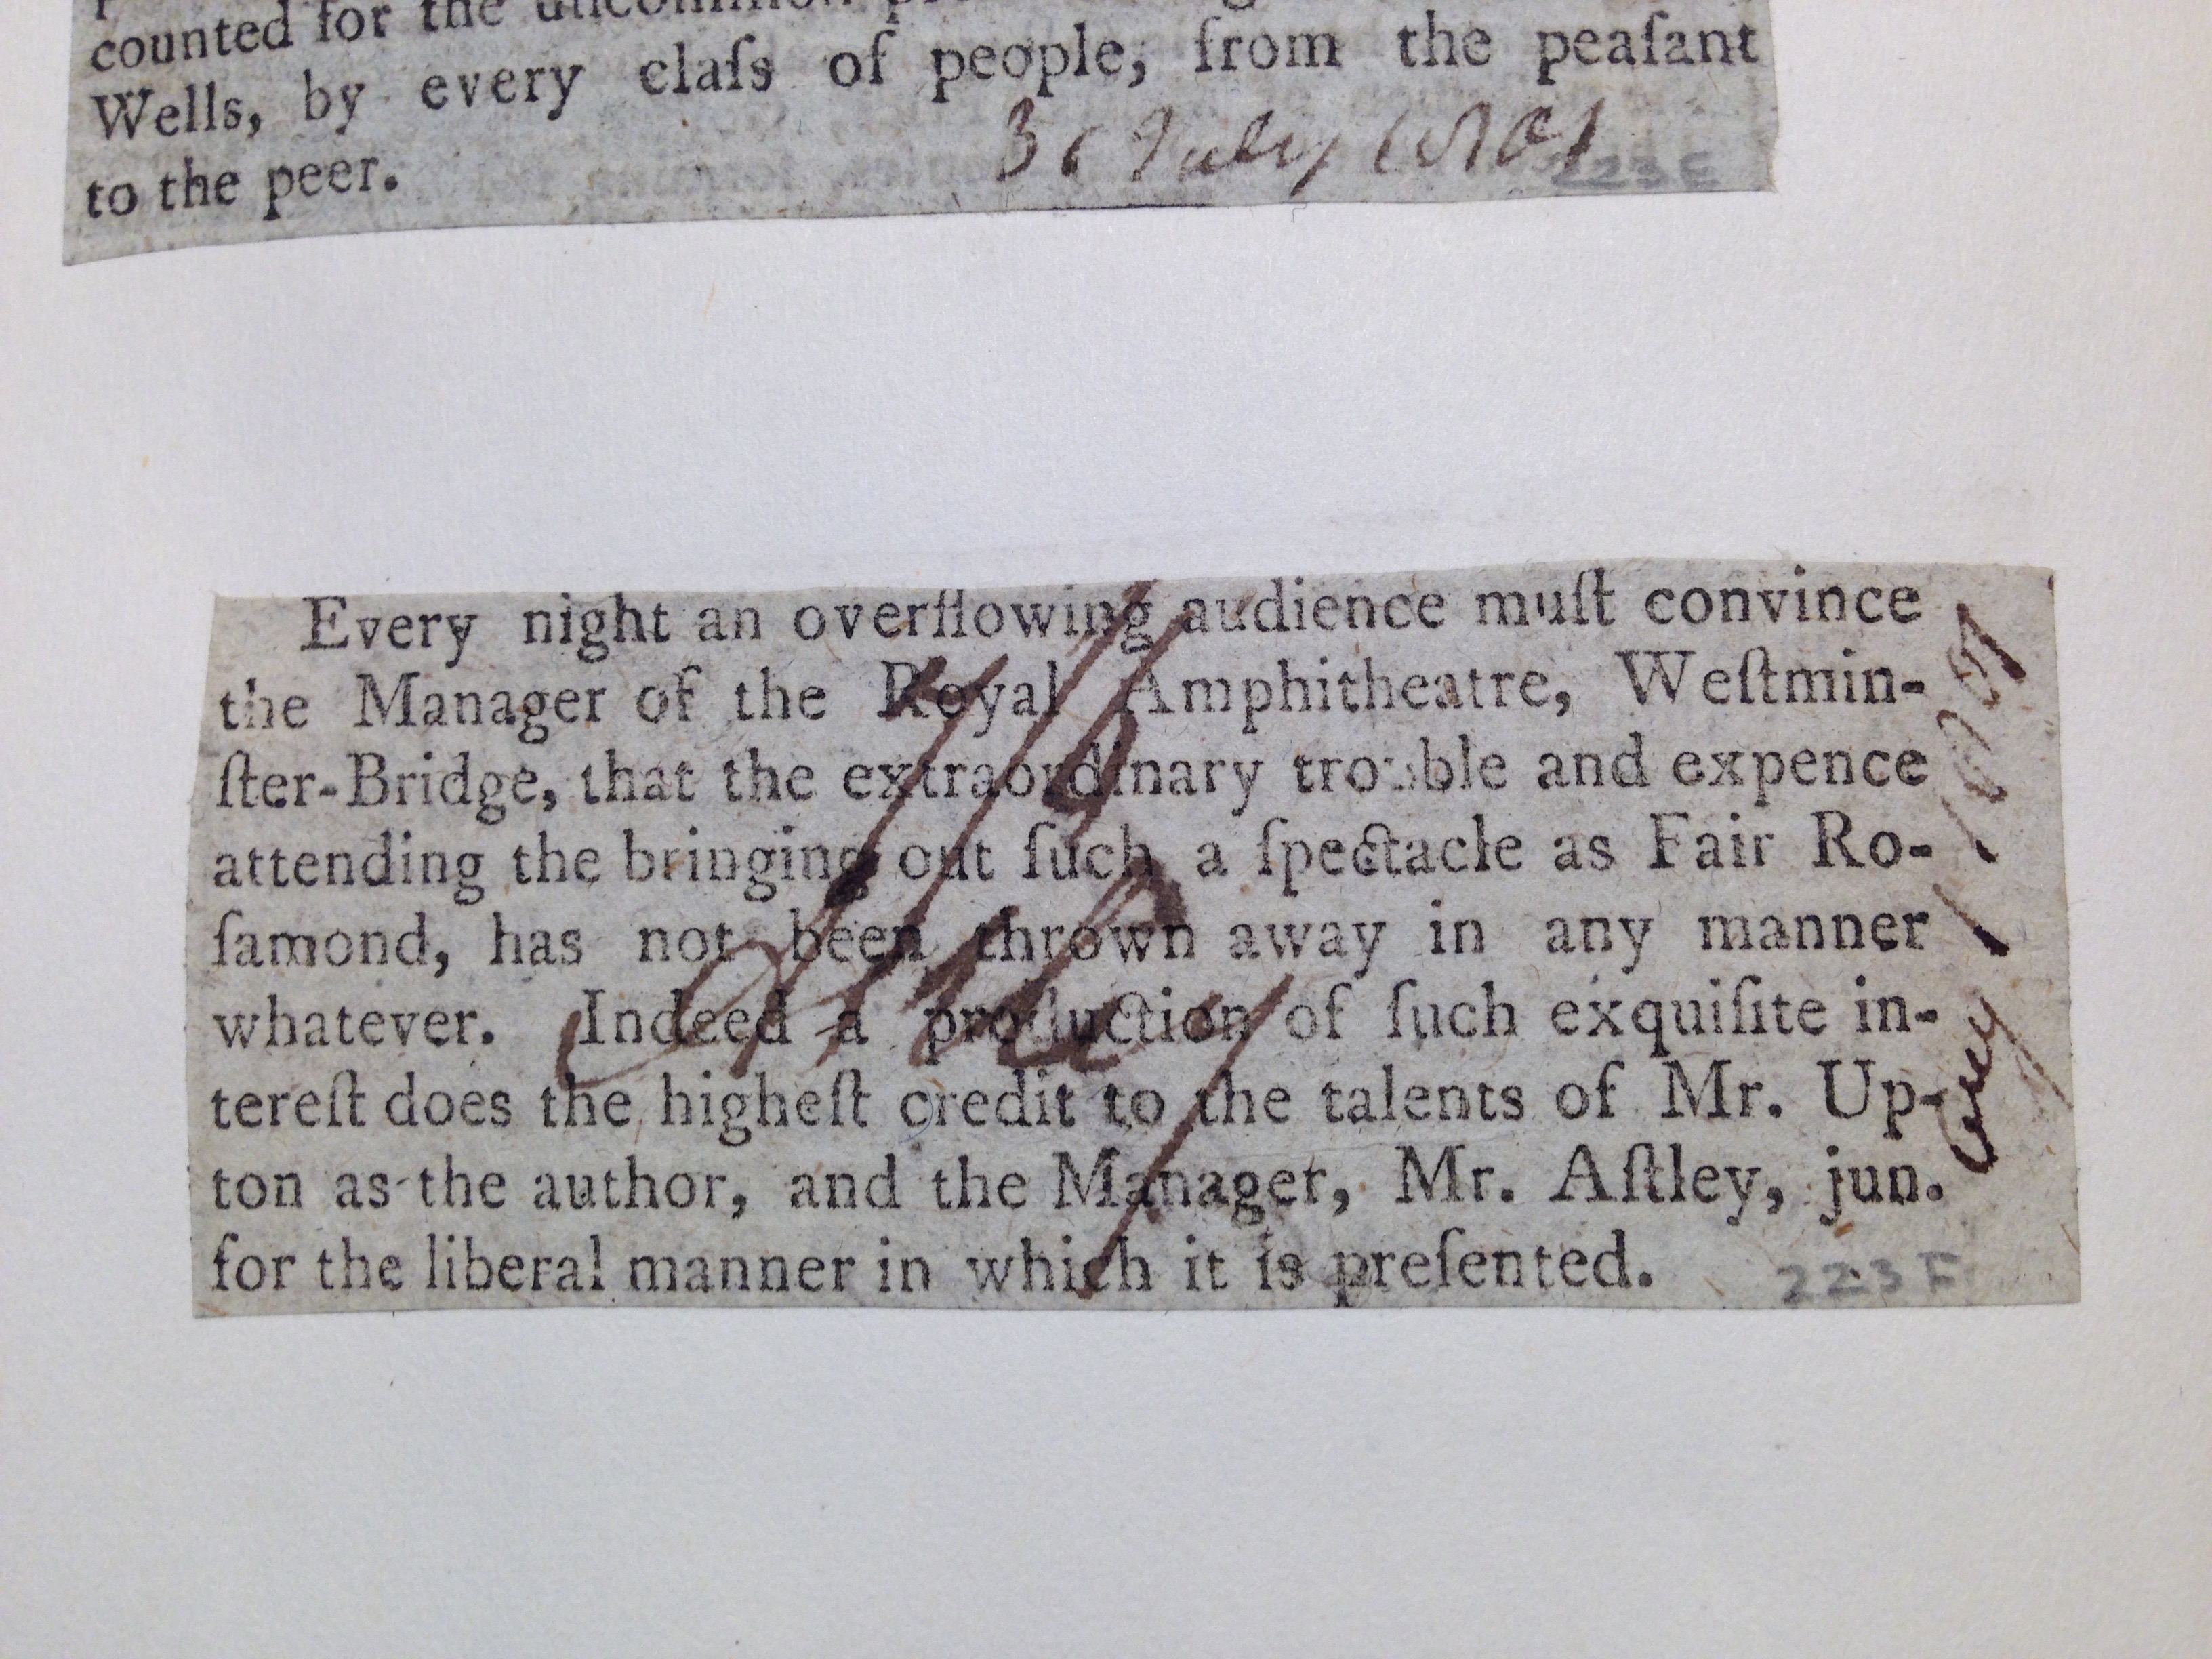 counted for the uncommon
Wells, by every claſs of people, from the peaſant
to the peer.
31 July 1801
223 E
Every night an overflowing audience muſt convince
the Manager of the Royal Amphitheatre, Weſtmin-
ſter-Bridge, that the extraordinary trouble and expence
attending the bringing out ſuch a ſpectacle as Fair Ro-
ſamond, has not been thrown away in any manner
whatever. Indeed a production of ſuch exquiſite in-
tereſt does the higheſt credit to the talents of Mr. Up-
ton as the author, and the Manager, Mr. Aſtley, jun.
for the liberal manner in which it is preſented.
223 F